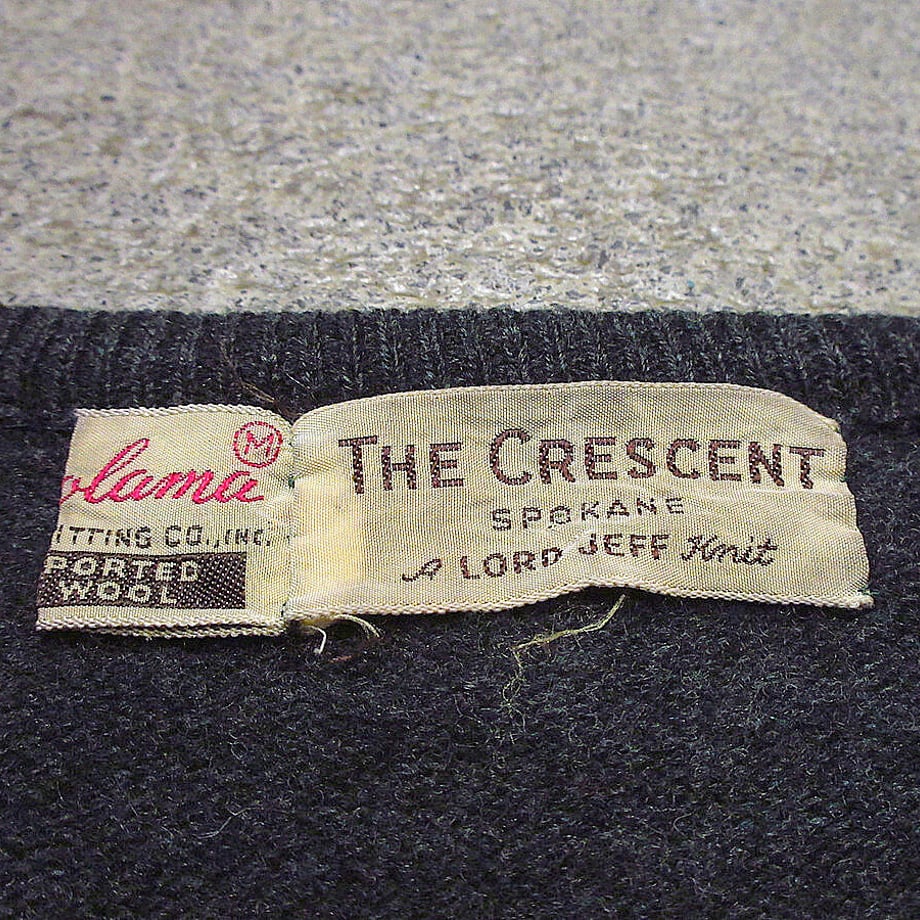 M
olama
ITTING CO., INC.
PORTED
WOOL
THE CRESCENT
SPOKANE
A LORD JEFF Knit